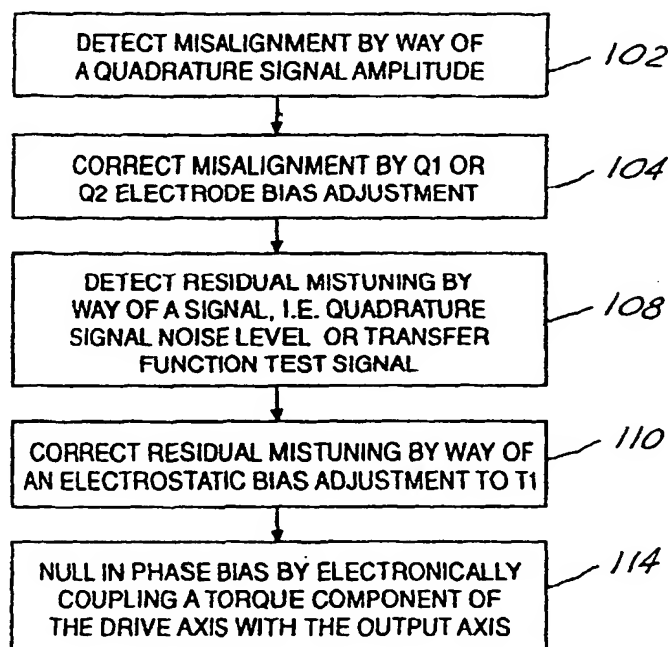 DETECT MISALIGNMENT BY WAY OF
A QUADRATURE SIGNAL AMPLITUDE
102
CORRECT MISALIGNMENT BY Q1 OR
Q2 ELECTRODE BIAS ADJUSTMENT
104
DETECT RESIDUAL MISTUNING BY
WAY OF A SIGNAL, I.E. QUADRATURE
SIGNAL NOISE LEVEL OR TRANSFER
FUNCTION TEST SIGNAL
108
CORRECT RESIDUAL MISTUNING BY WAY OF
AN ELECTROSTATIC BIAS ADJUSTMENT TO T1
110
NULL IN PHASE BIAS BY ELECTRONICALLY
COUPLING A TORQUE COMPONENT OF
THE DRIVE AXIS WITH THE OUTPUT AXIS
114